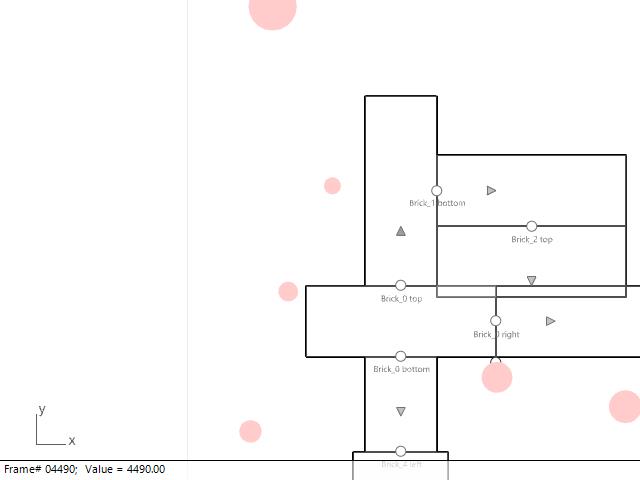 Brick_1 bottom
Brick_2 top
Brick_0 top
Brick_0 right
Brick_0 bottom
y
x
Brick_4 left
Frame# 04490; Value = 4490.00